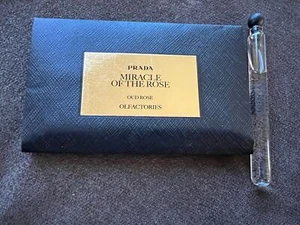 PRADA
MIRACLE
OF THE ROSE
OUD ROSE
OLFACTORIES